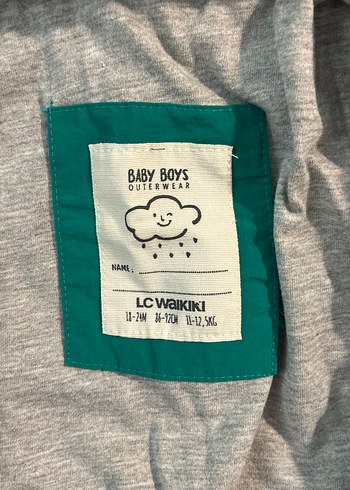 BABY BOYS
OUTERWEAR
NAME:
LC WAIKIKI
18-24M 86-92CM 11-12,5KG